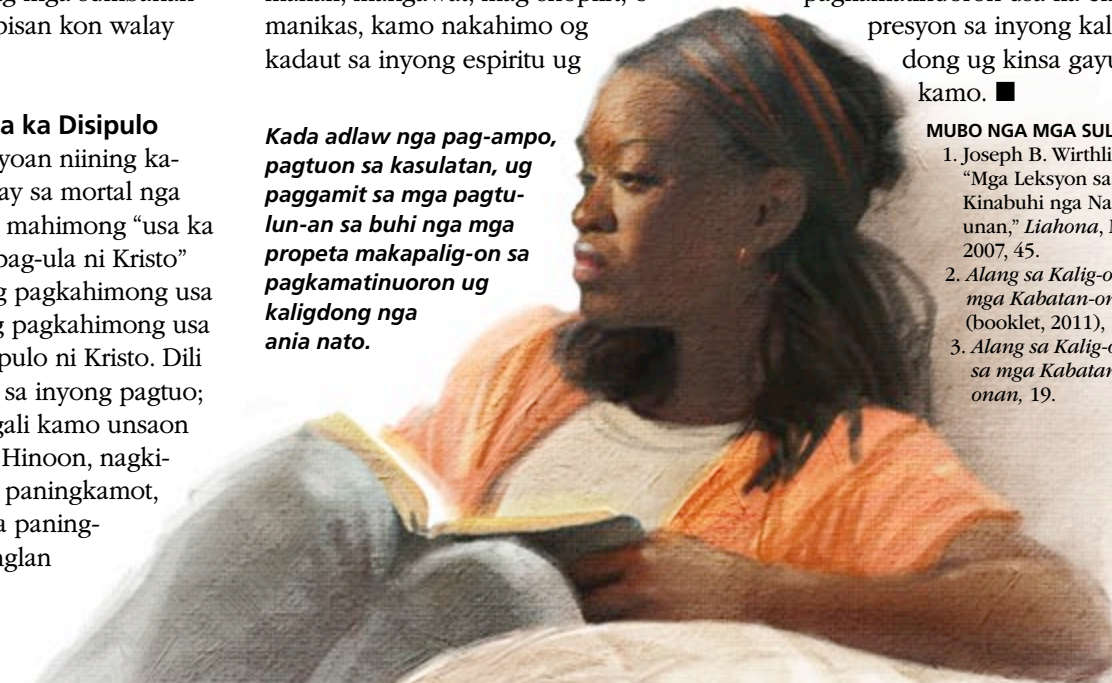 bisan kon walay
a ka Disipulo
yoan niining ka-
ay sa mortal nga
mahimong “usa ka
pag-ula ni Kristo”
g pagkahimong usa
g pagkahimong usa
pulo ni Kristo. Dili
sa inyong pagtuo;
gali kamo unsaon
Hinoon, nagki-
paningkamot,
a paning-
nglan
mangawat, mag-shoplift, o
manikas, kamo nakahimo og
kadaut sa inyong espiritu ug
Kada adlaw nga pag-ampo,
pagtuon sa kasulatan, ug
paggamit sa mga pagtu-
lun-an sa buhi nga mga
propeta makapalig-on sa
pagkamatinuoron ug
kaligdong nga
ania nato.
presyon sa inyong kal
dong ug kinsa gayu
kamo. ■
MUBO NGA MGA SUL
1. Joseph B. Wirthli
“Mga Leksyon sa
Kinabuhi nga Na
unan,” Liahona,
2007, 45.
2. Alang sa Kalig-o
mga Kabatan-on
(booklet, 2011),
3. Alang sa Kalig-o
sa mga Kabatan
onan, 19.